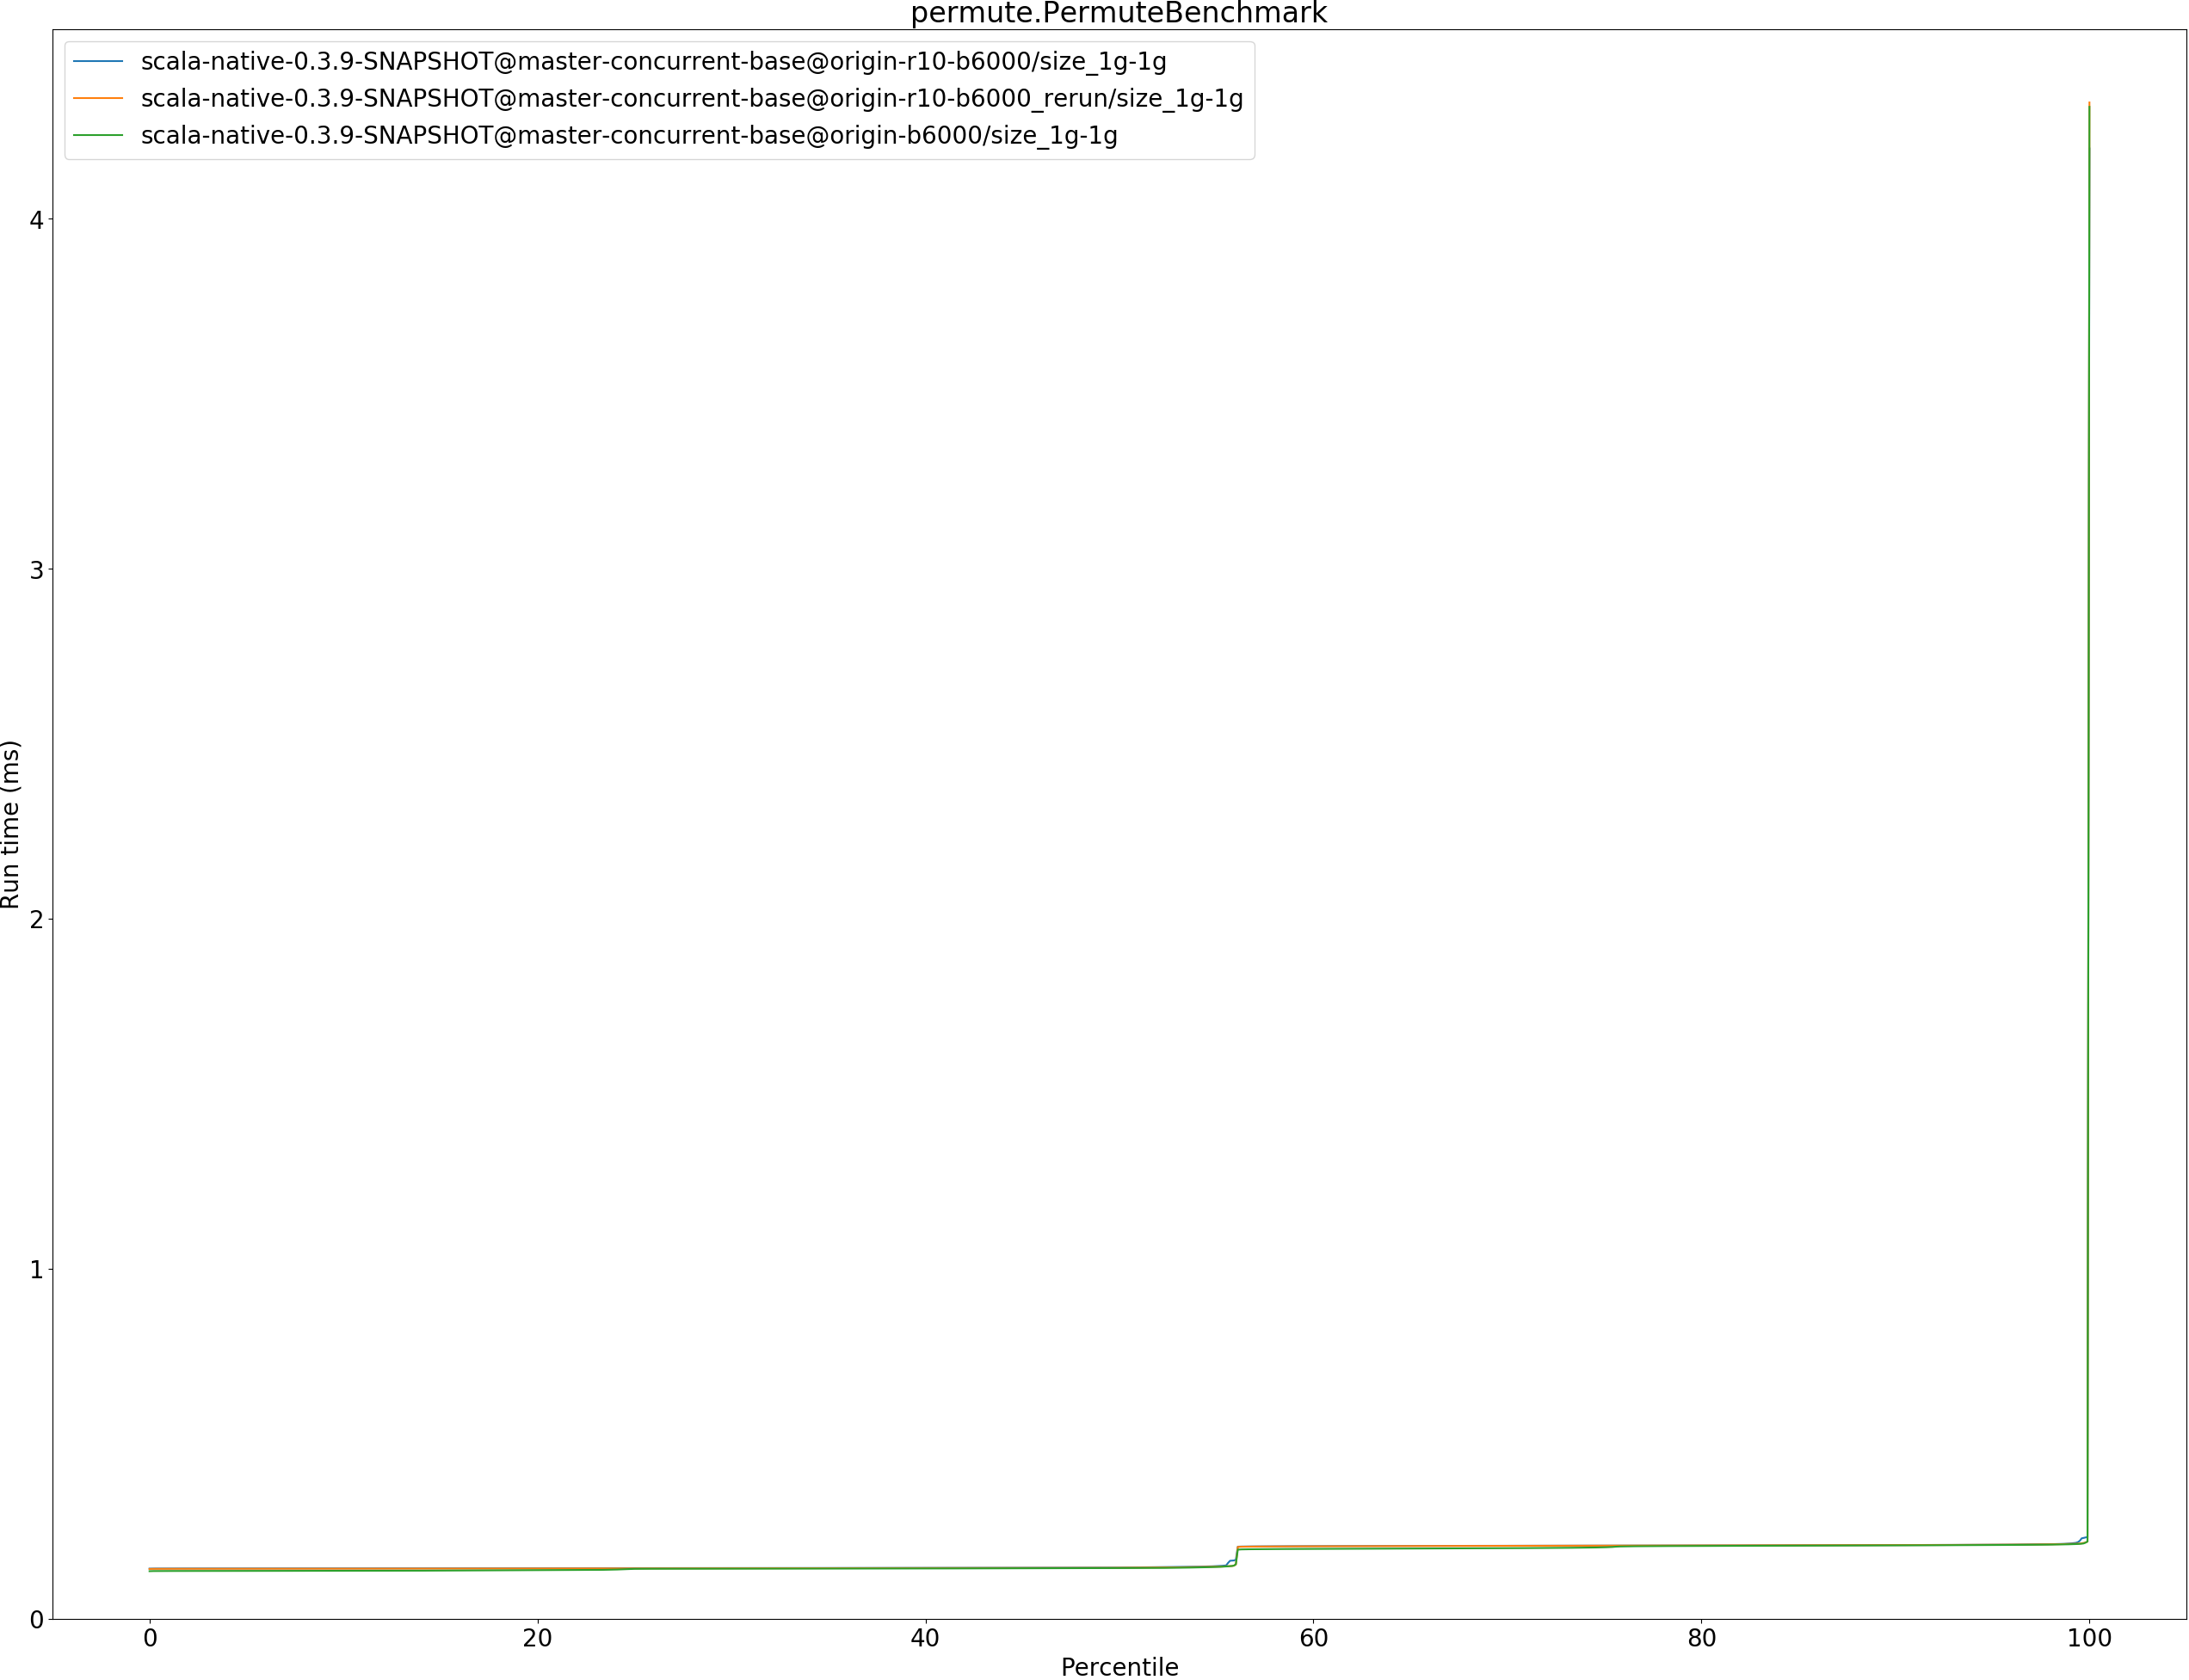 permute.PermuteBenchmark
scala-native-0.3.9-SNAPSHOT@master-concurrent-base@origin-r10-b6000/size_1g-1g
scala-native-0.3.9-SNAPSHOT@master-concurrent-base@origin-r10-b6000_rerun/size_1g-1g
scala-native-0.3.9-SNAPSHOT@master-concurrent-base@origin-b6000/size_1g-1g
4
3
2
1
0
Run time (ms)
0 20 40 60 80 100
Percentile